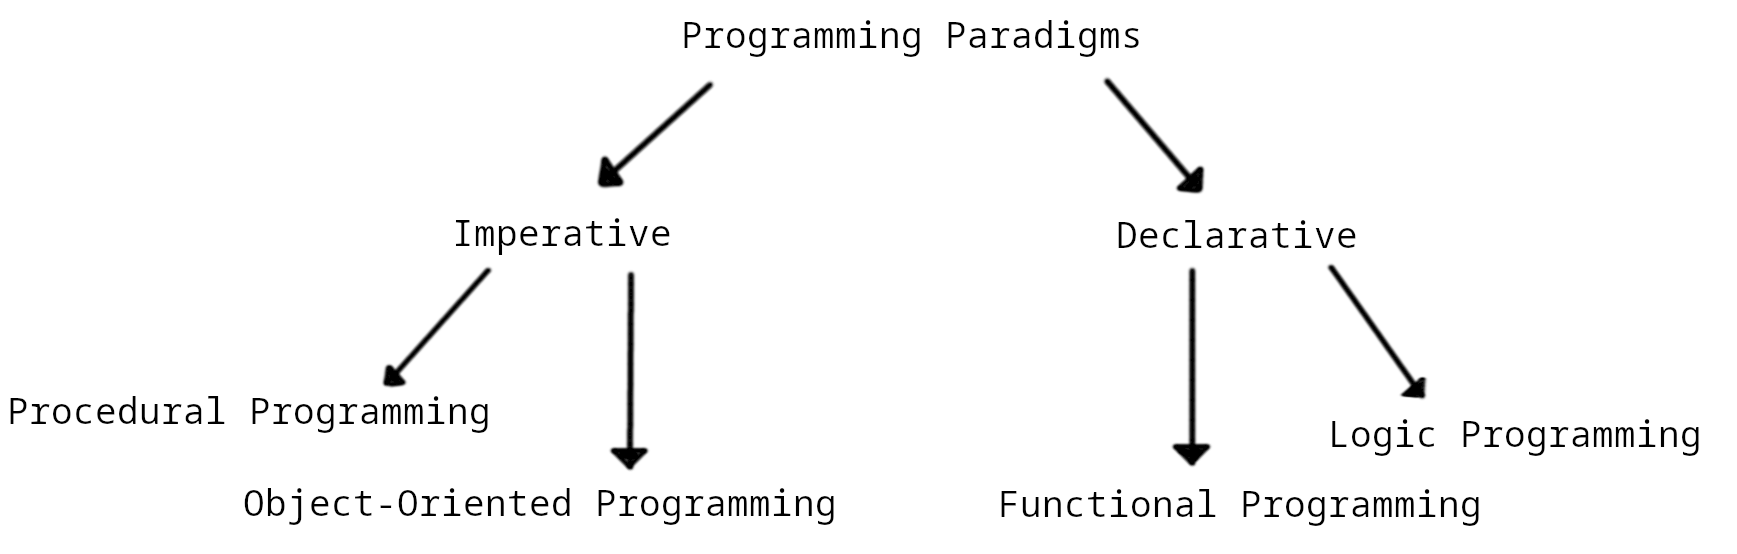 Programming Paradigms
Imperative
Declarative
Procedural Programming
Logic Programming
Object-Oriented Programming
Functional Programming